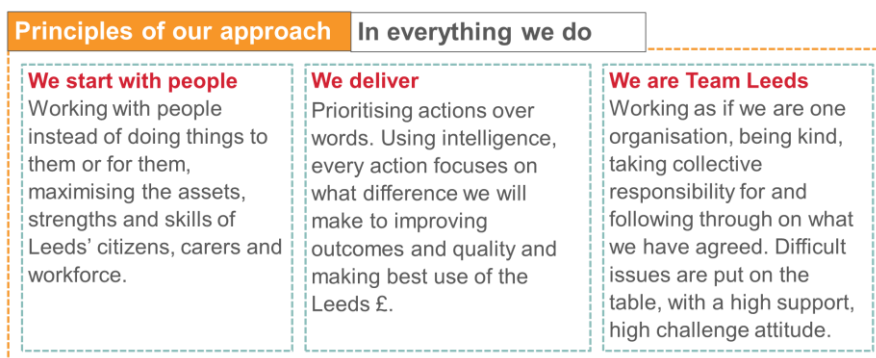 Principles of our approach
In everything we do
We start with people
Working with people
instead of doing things to
them or for them,
maximising the assets,
strengths and skills of
Leeds' citizens, carers and
workforce.
We deliver
Prioritising actions over
words. Using intelligence,
every action focuses on
what difference we will
make to improving
outcomes and quality and
making best use of the
Leeds £.
We are Team Leeds
Working as if we are one
organisation, being kind,
taking collective
responsibility for and
following through on what
we have agreed. Difficult
issues are put on the
table, with a high support,
high challenge attitude.